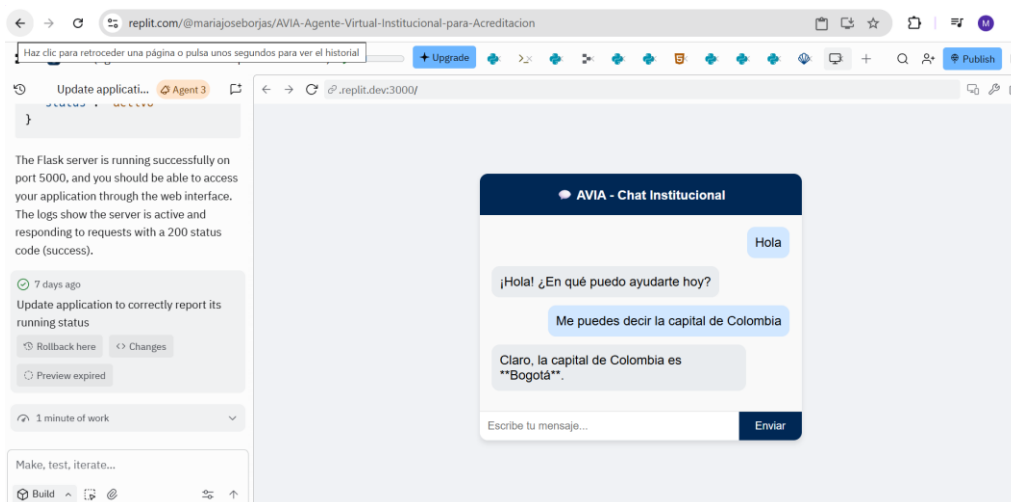 replit.com/@mariajoseborjas/AVIA-Agente-Virtual-Institucional-para-Acreditacion
M
Haz clic para retroceder una página o pulsa unos segundos para ver el historial
Upgrade
Publish
Update applicati...
Agent 3
.replit.dev:3000/
}
The Flask server is running successfully on
port 5000, and you should be able to access
your application through the web interface.
The logs show the server is active and
responding to requests with a 200 status
code (success).
7 days ago
Update application to correctly report its
running status
Rollback here
Changes
Preview expired
1 minute of work
Make, test, iterate...
Build
AVIA - Chat Institucional
Hola
¡Hola! ¿En qué puedo ayudarte hoy?
Me puedes decir la capital de Colombia
Claro, la capital de Colombia es
**Bogotá**.
Escribe tu mensaje...
Enviar